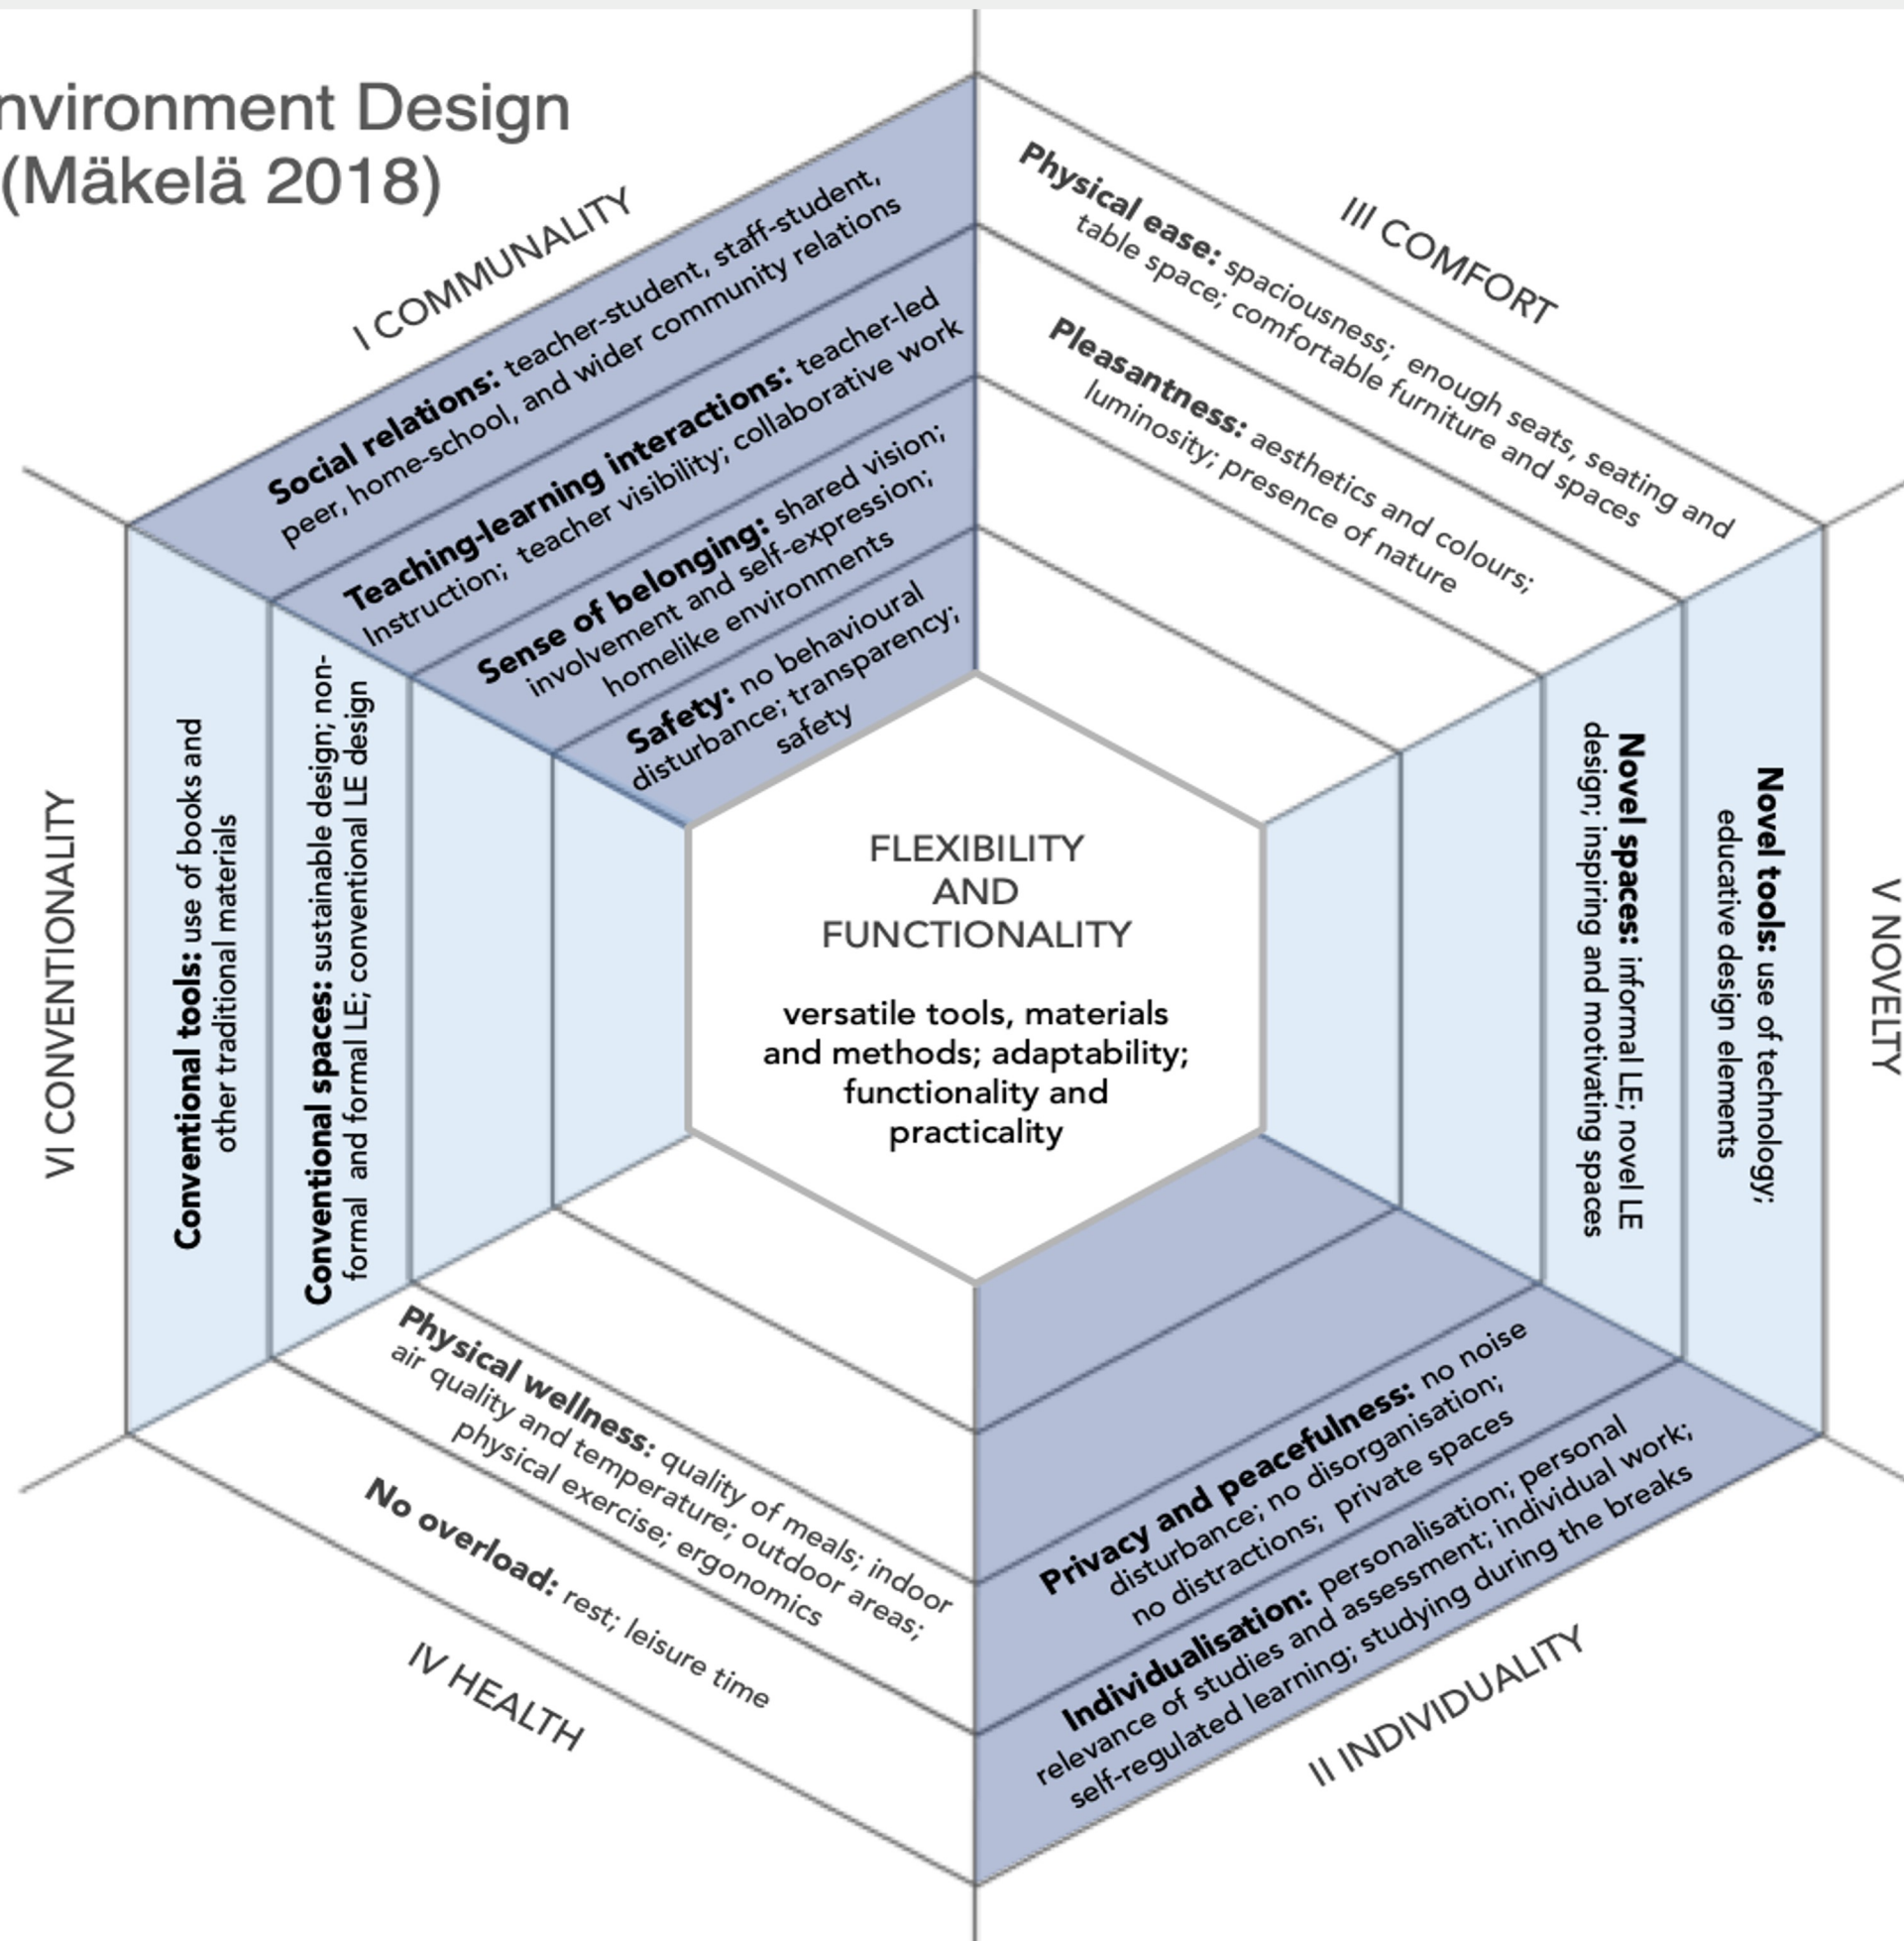 nvironment Design
(Mäkelä 2018)
I COMMUNALITY
Social relations: teacher-student, staff-student,
peer, home-school, and wider community relations
Teaching-learning interactions: teacher-led
Instruction; teacher visibility; collaborative work
Sense of belonging: shared vision;
involvement and self-expression;
homelike environments
Safety: no behavioural
disturbance; transparency;
safety
III COMFORT
Physical ease: spaciousness; enough seats, seating and
table space; comfortable furniture and spaces
Pleasantness: aesthetics and colours;
luminosity; presence of nature
VI CONVENTIONALITY
Conventional tools: use of books and
other traditional materials
Conventional spaces: sustainable design; non-
formal and formal LE; conventional LE design
FLEXIBILITY
AND
FUNCTIONALITY
versatile tools, materials
and methods; adaptability;
functionality and
practicality
V NOVELTY
Novel tools: use of technology;
educative design elements
Novel spaces: informal LE; novel LE
design; inspiring and motivating spaces
IV HEALTH
Physical wellness: quality of meals; indoor
air quality and temperature; outdoor areas;
physical exercise; ergonomics
No overload: rest; leisure time
II INDIVIDUALITY
Privacy and peacefulness: no noise
disturbance; no disorganisation;
no distractions; private spaces
Individualisation: personalisation; personal
relevance of studies and assessment; individual work;
self-regulated learning; studying during the breaks